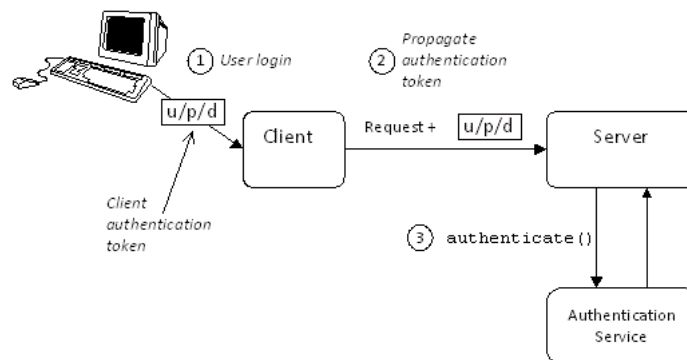 1 User login
2 Propagate
authentication
token
u/p/d
Client
Request + u/p/d
Server
Client
authentication
token
3 authenticate()
Authentication
Service